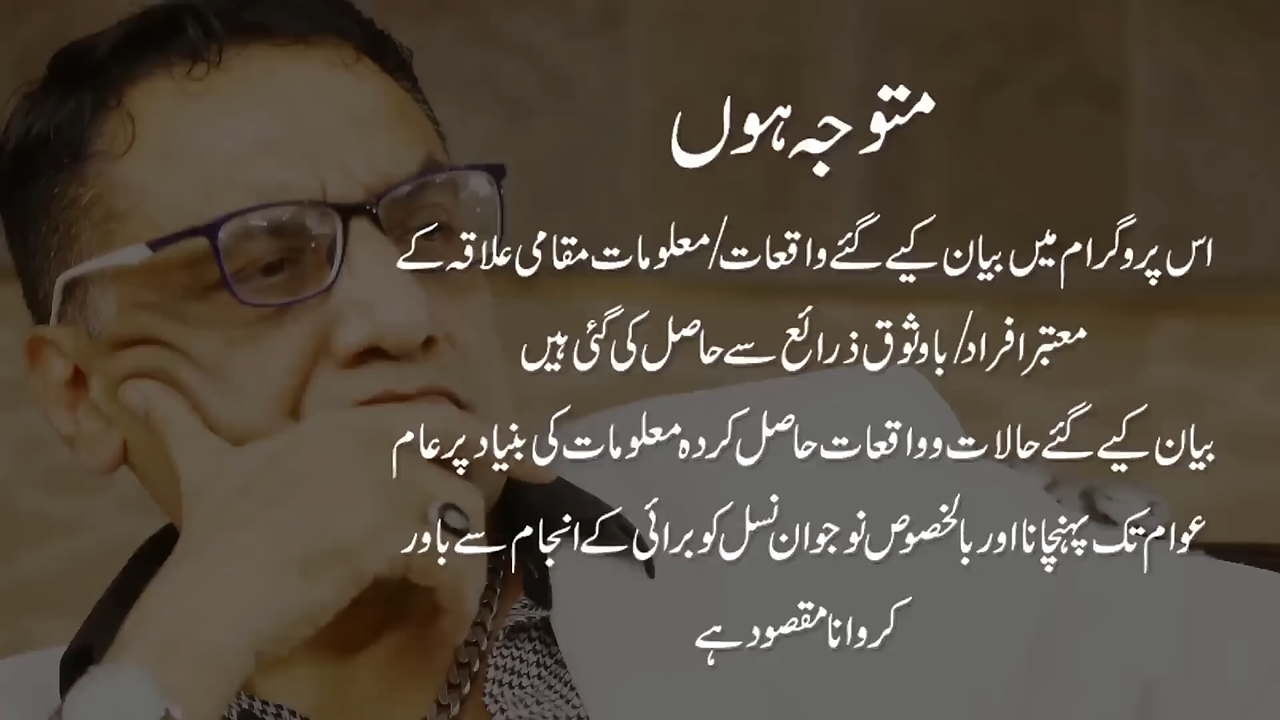 متوجہ ہوں
اس پروگرام میں بیان کیے گئے واقعات/معلومات مقامی علاقہ کے
معتبر افراد/باوثوق ذرائع سے حاصل کی گئی ہیں
بیان کیے گئے حالات و واقعات حاصل کردہ معلومات کی بنیاد پر عام
عوام تک پہنچانا اور بالخصوص نوجوان نسل کو برائی کے انجام سے باور
کروانا مقصود ہے